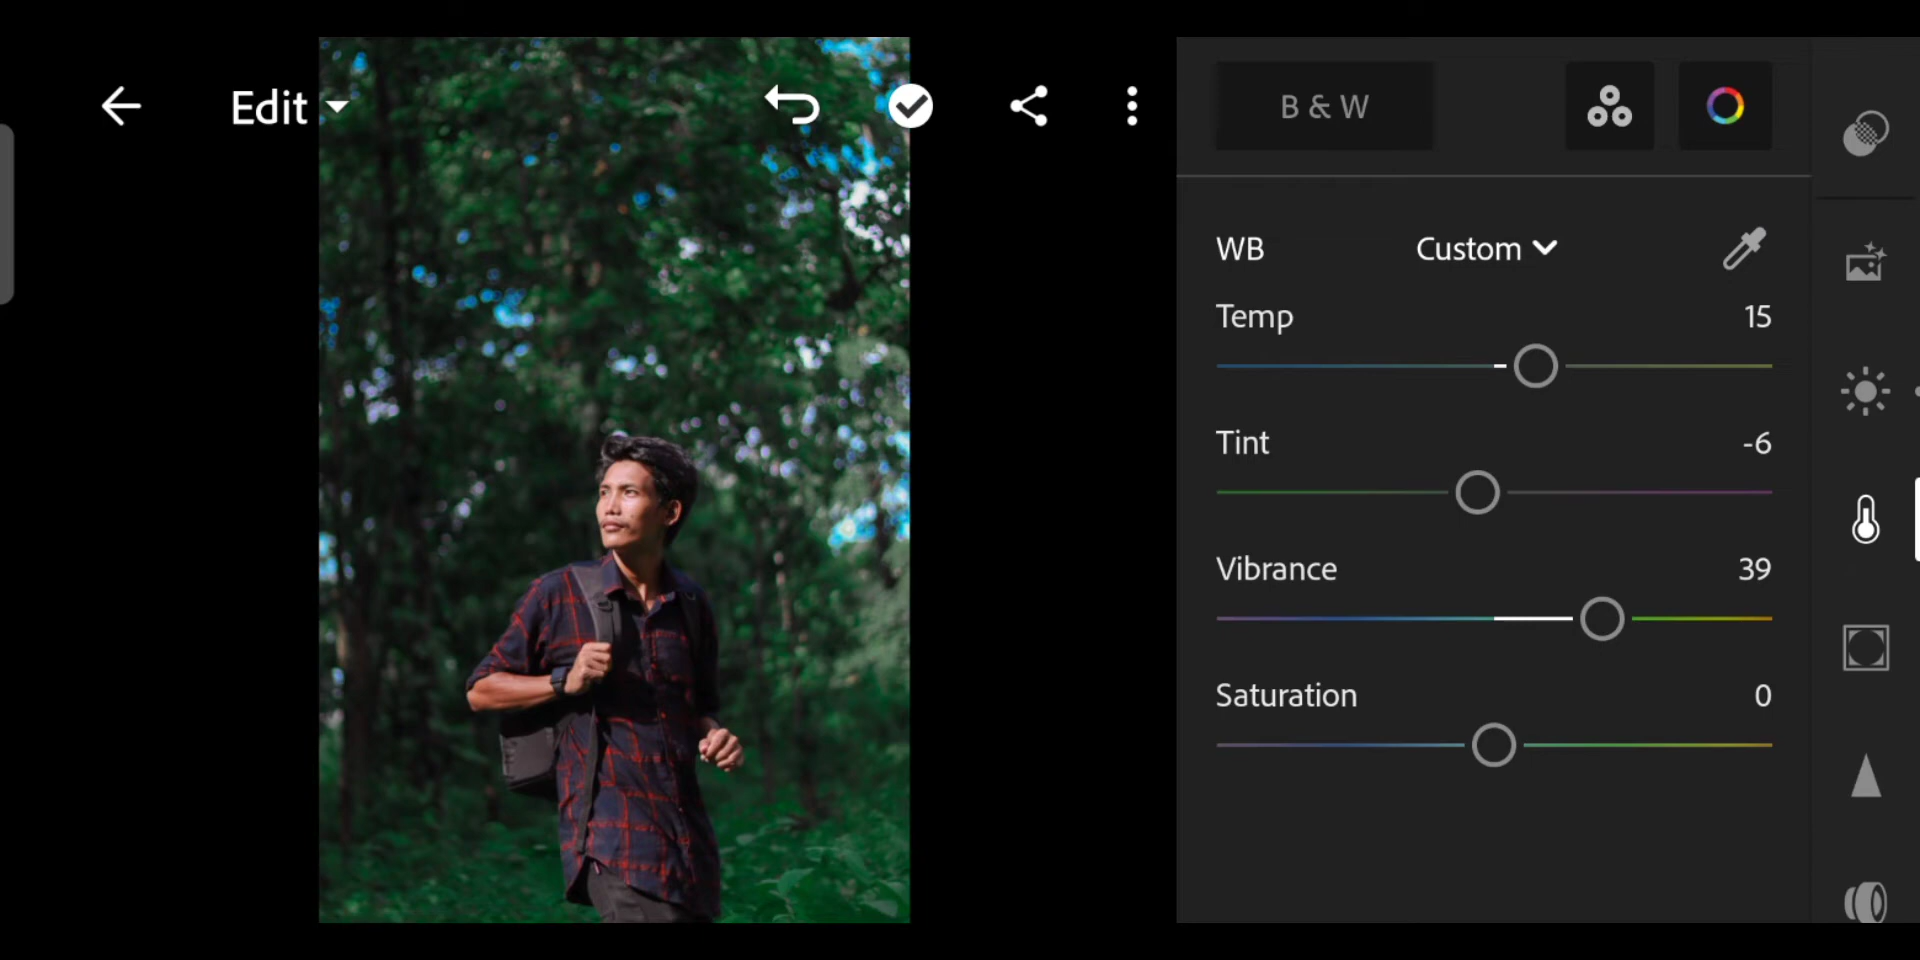 Edit
B & W
WB Custom
Temp 15
Tint -6
Vibrance 39
Saturation 0